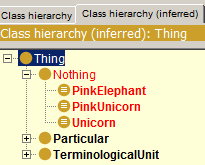 Class hierarchy Class hierarchy (inferred)
Class hierarchy (inferred): Thing
Thing
Nothing
PinkElephant
PinkUnicorn
Unicorn
Particular
TerminologicalUnit